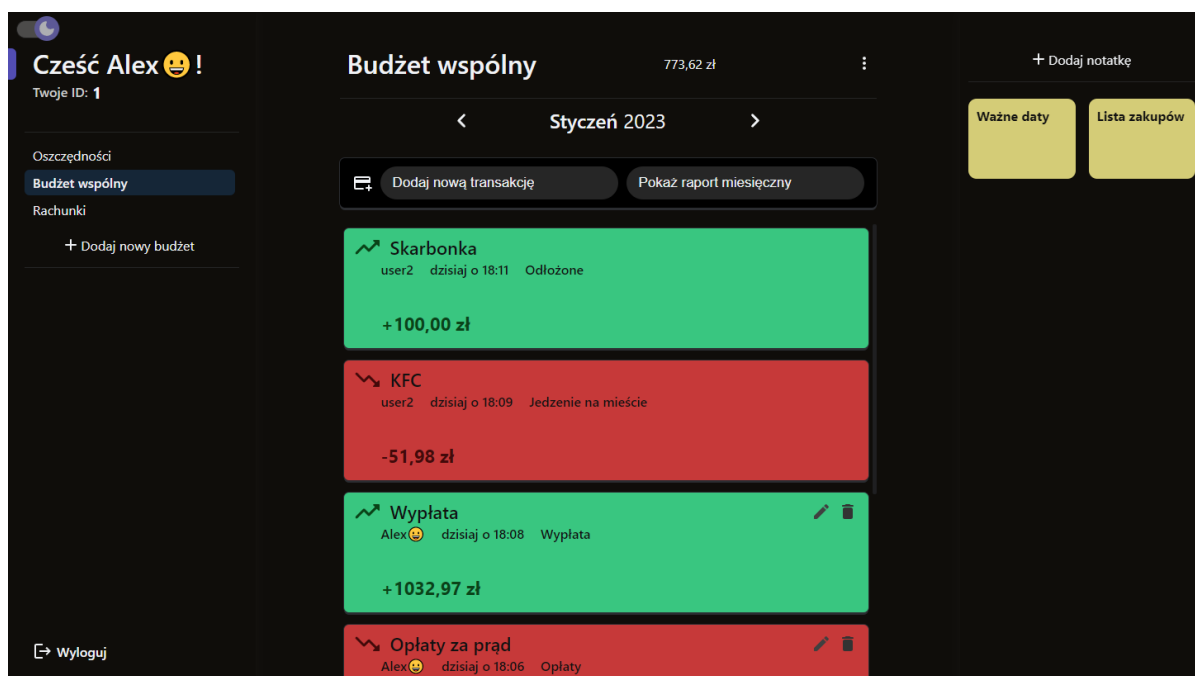 Cześć Alex😀!
Twoje ID: 1
Oszczędności
Budżet wspólny
Rachunki
+ Dodaj nowy budżet
Wyloguj
Budżet wspólny 773,62 zł
Styczeń 2023
Dodaj nową transakcję Pokaż raport miesięczny
Skarbonka
user2 dzisiaj o 18:11 Odłożone
+100,00 zł
KFC
user2 dzisiaj o 18:09 Jedzenie na mieście
-51,98 zł
Wypłata
Alex😀 dzisiaj o 18:08 Wypłata
+1032,97 zł
Opłaty za prąd
Alex😀 dzisiaj o 18:06 Opłaty
+ Dodaj notatkę
Ważne daty Lista zakupów